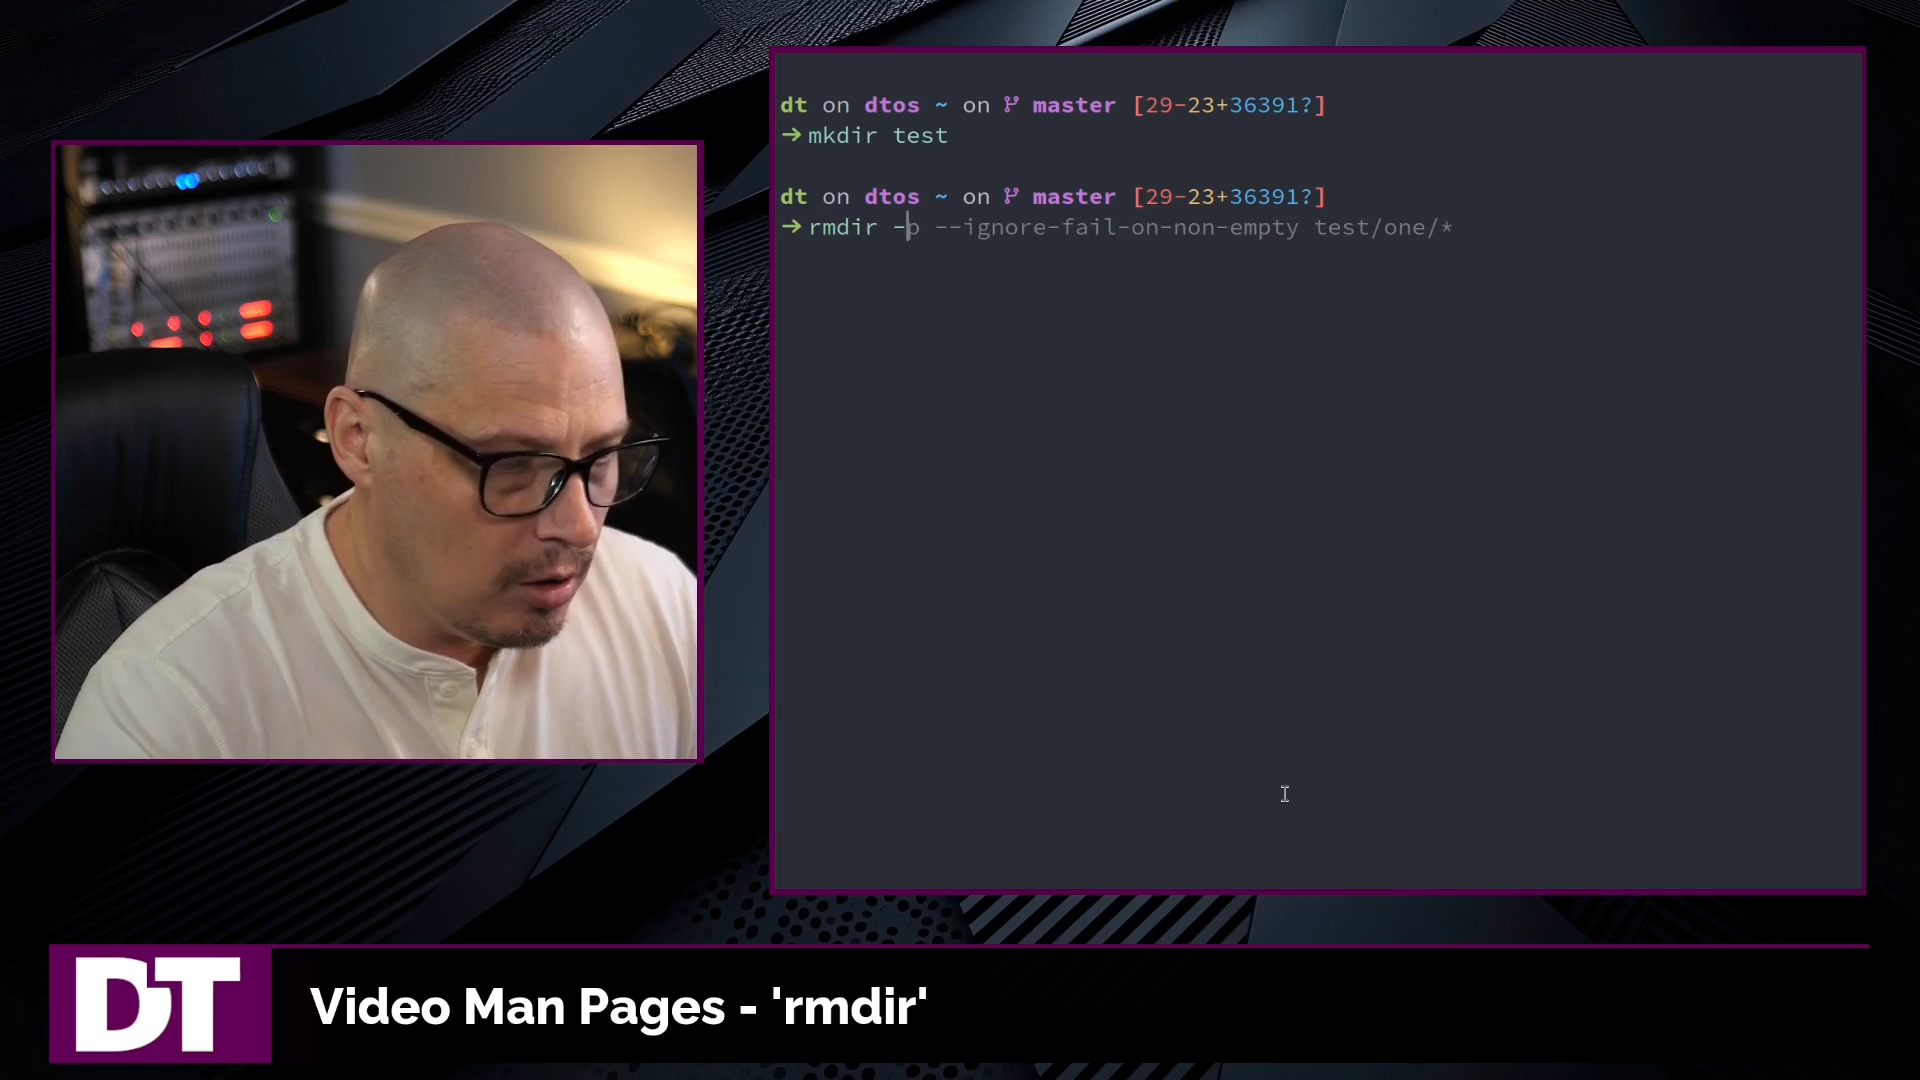 dt on dtos ~ on master [29-23+36391?]
→ mkdir test
dt on dtos ~ on master [29-23+36391?]
→ rmdir -p --ignore-fail-on-non-empty test/one/*
DT
Video Man Pages - 'rmdir'